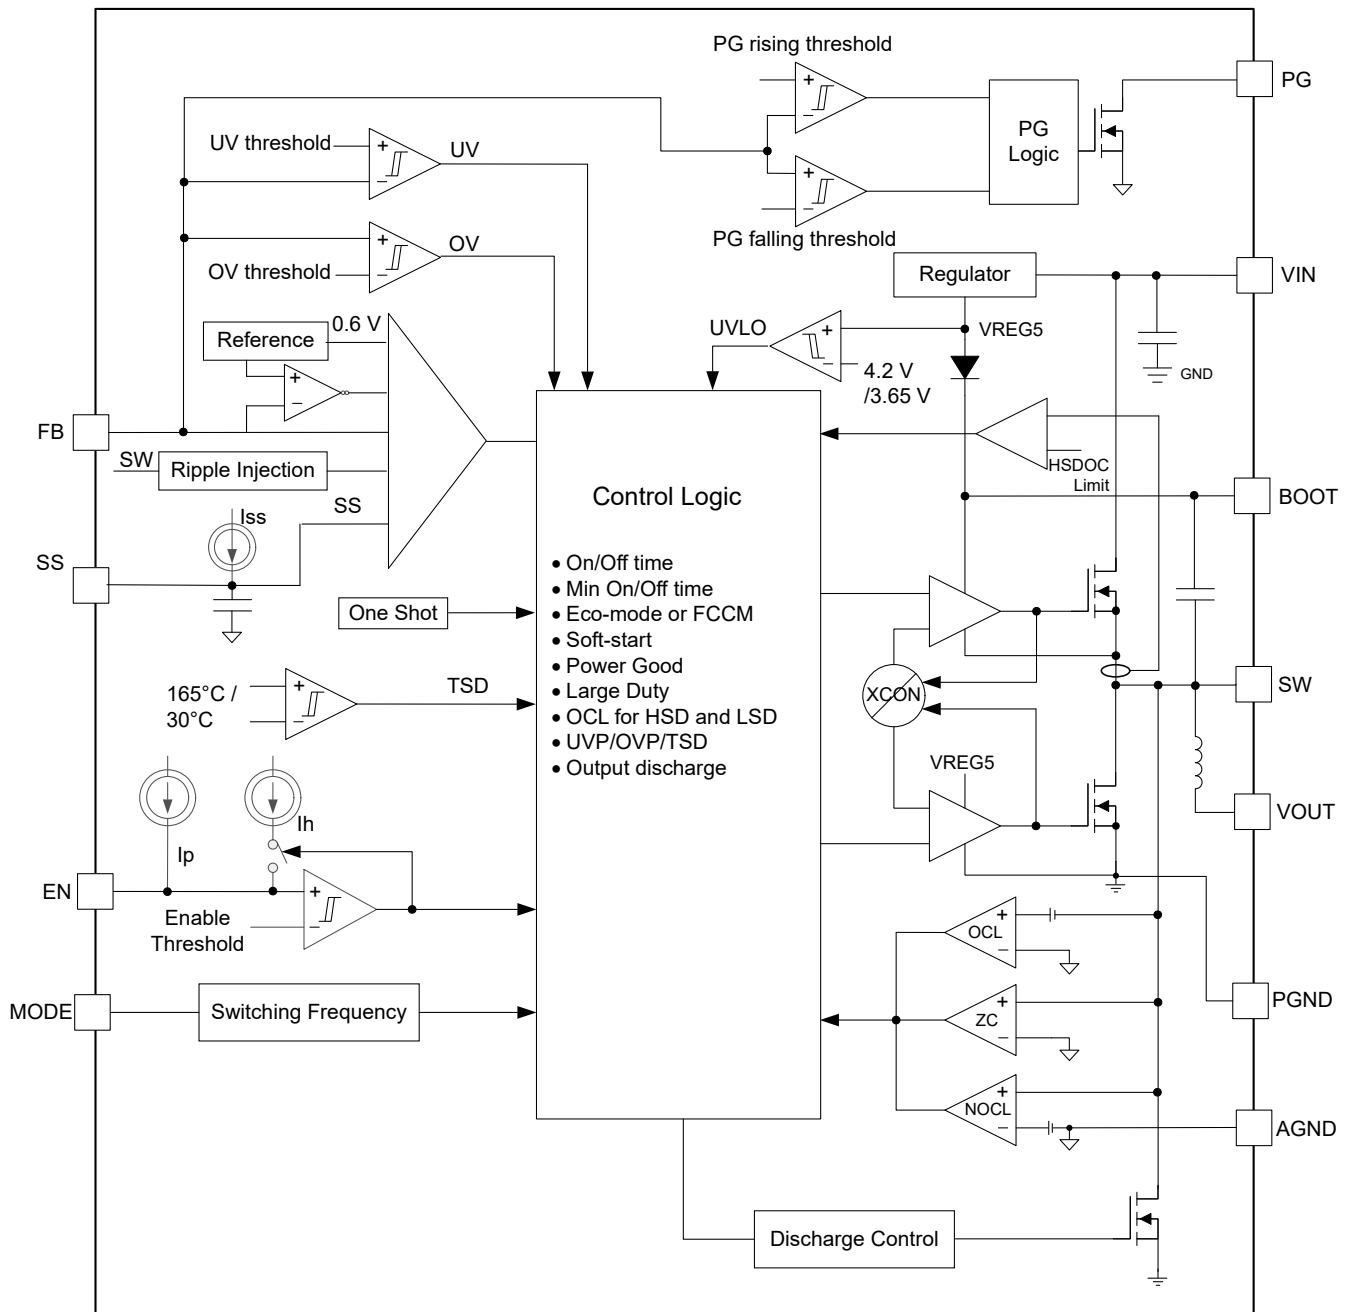 PG rising threshold
PG
UV threshold
UV
PG
Logic
OV
PG falling threshold
OV threshold
Regulator
VIN
0.6 V
Reference
UVLO
VREG5
4.2 V
/3.65 V
GND
FB
SW
Ripple Injection
HSDOC
Limit
BOOT
Control Logic
SS
Iss
SS
• On/Off time
• Min On/Off time
• Eco-mode or FCCM
• Soft-start
• Power Good
• Large Duty
• OCL for HSD and LSD
• UVP/OVP/TSD
• Output discharge
One Shot
165°C /
30°C
TSD
XCON
SW
VREG5
VOUT
Ih
Ip
EN
Enable
Threshold
OCL
MODE
Switching Frequency
PGND
ZC
NOCL
AGND
Discharge Control